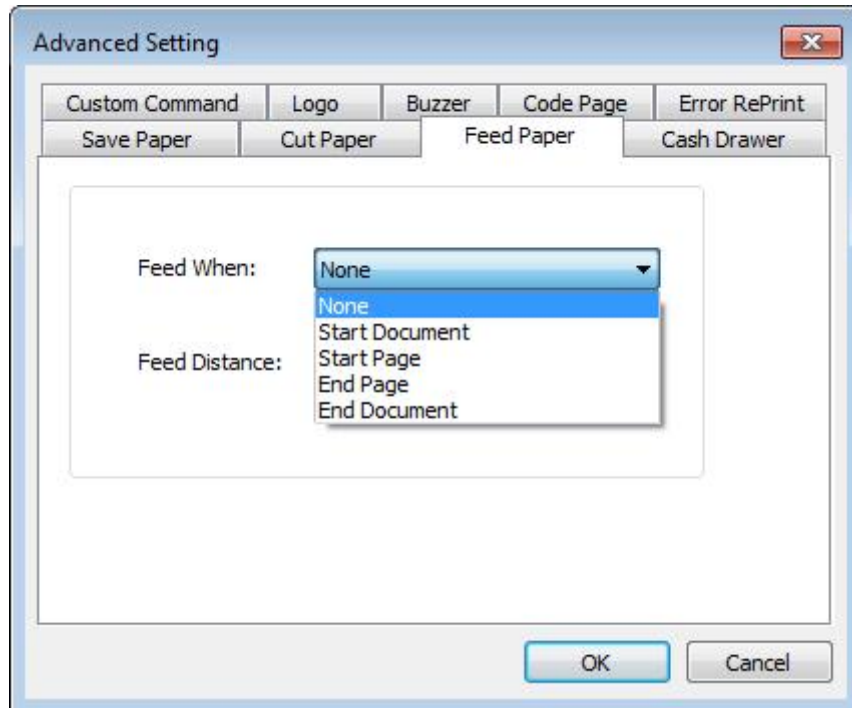 Advanced Setting
Custom Command Logo Buzzer Code Page Error RePrint
Save Paper Cut Paper Feed Paper Cash Drawer
Feed When: None
None
Start Document
Feed Distance: Start Page
End Page
End Document
OK Cancel